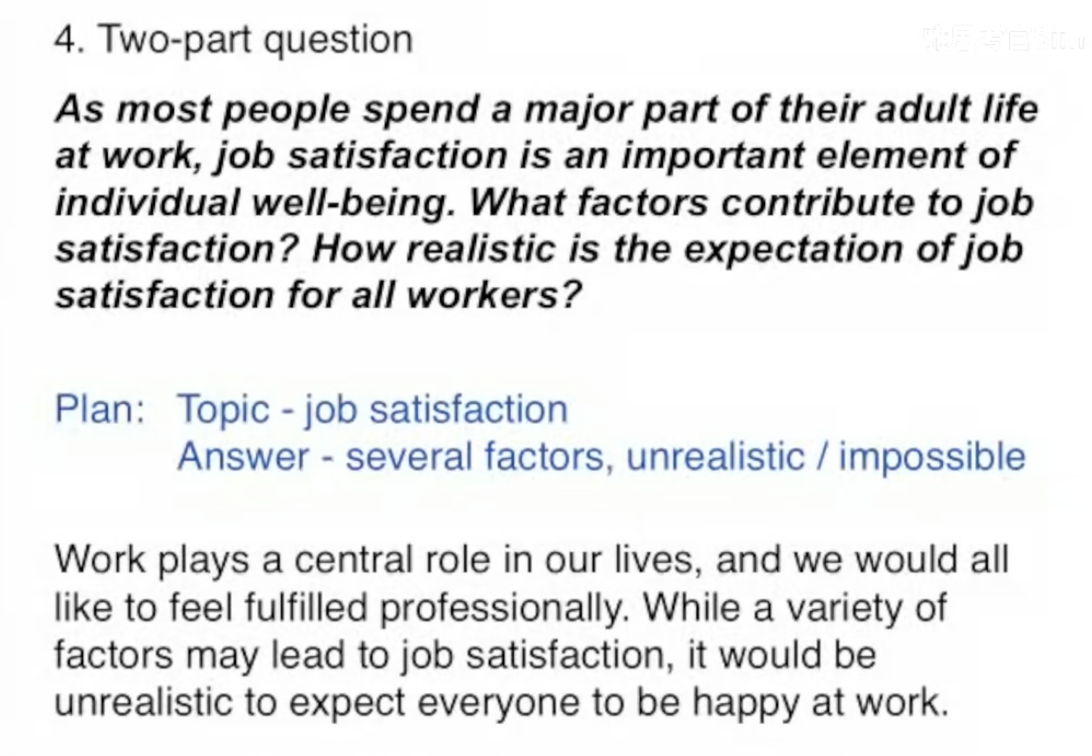 4. Two-part question
As most people spend a major part of their adult life
at work, job satisfaction is an important element of
individual well-being. What factors contribute to job
satisfaction? How realistic is the expectation of job
satisfaction for all workers?
Plan: Topic - job satisfaction
Answer - several factors, unrealistic / impossible
Work plays a central role in our lives, and we would all
like to feel fulfilled professionally. While a variety of
factors may lead to job satisfaction, it would be
unrealistic to expect everyone to be happy at work.